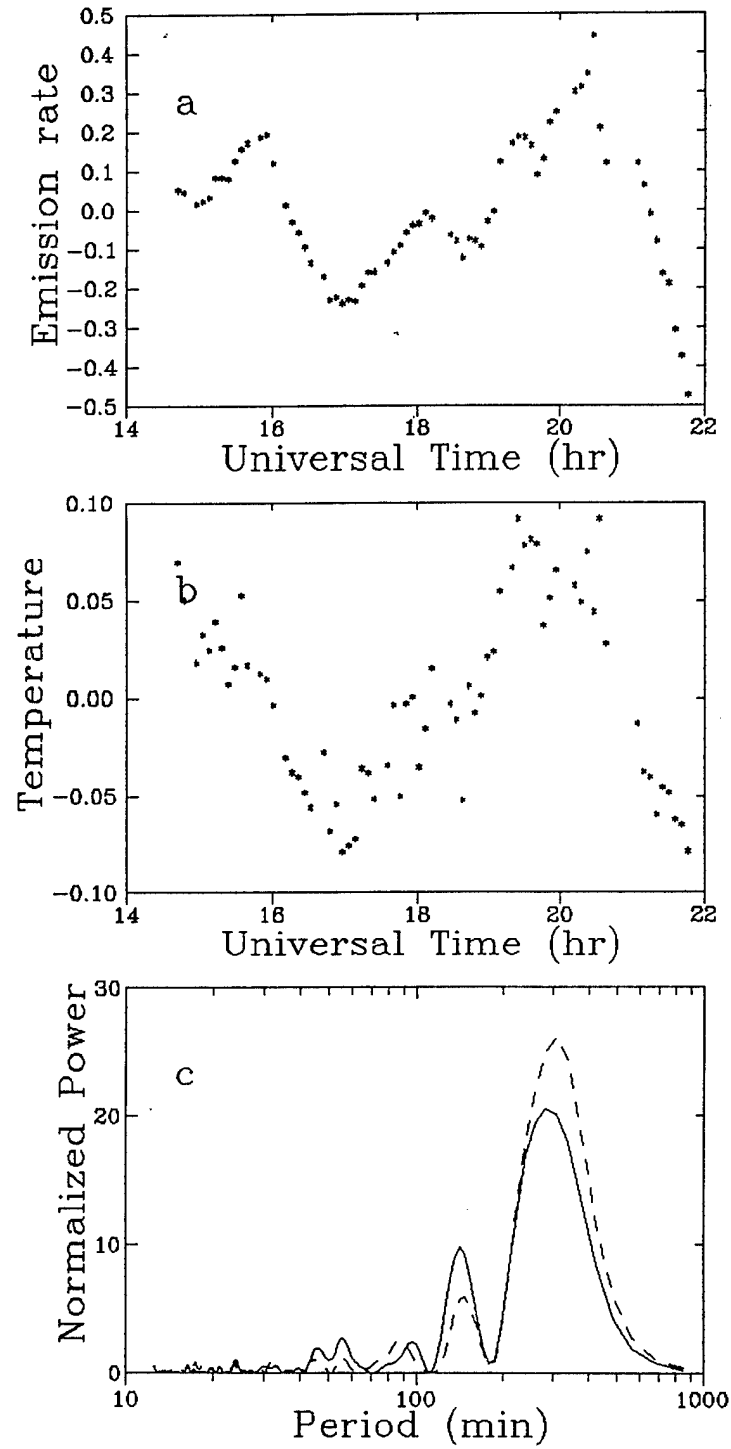 0.5
0.4
0.3
0.2
0.1
0.0
−0.1
−0.2
−0.3
−0.4
−0.5
Emission rate
a
14 16 18 20 22
Universal Time (hr)
0.10
0.05
0.00
−0.05
−0.10
Temperature
b
14 16 18 20 22
Universal Time (hr)
30
20
10
0
Normalized Power
c
10 100 1000
Period (min)